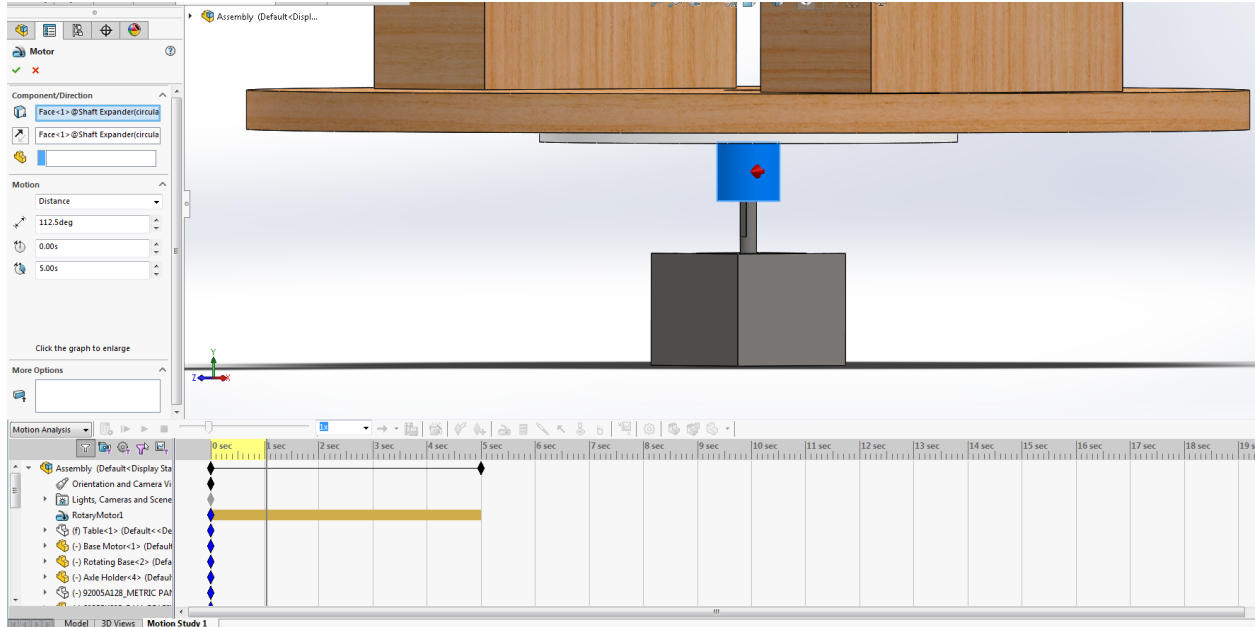 Assembly (Default<Displ...
Motor
Component/Direction
Face<1>@Shaft Expander(circula
Face<1>@Shaft Expander(circula
Motion
Distance
112.5deg
0.00s
5.00s
Click the graph to enlarge
More Options
Y
Z X
Motion Analysis
1x
0 sec 1 sec 2 sec 3 sec 4 sec 5 sec 6 sec 7 sec 8 sec 9 sec 10 sec 11 sec 12 sec 13 sec 14 sec 15 sec 16 sec 17 sec 18 sec 19 s
Assembly (Default<Display Sta
Orientation and Camera Vi
Lights, Cameras and Scene
RotaryMotor1
(f) Table<1> (Default<<De
(-) Base Motor<1> (Default
(-) Rotating Base<2> (Defa
(-) Axle Holder<4> (Default
(-) 92005A128_METRIC PAN
Model 3D Views Motion Study 1